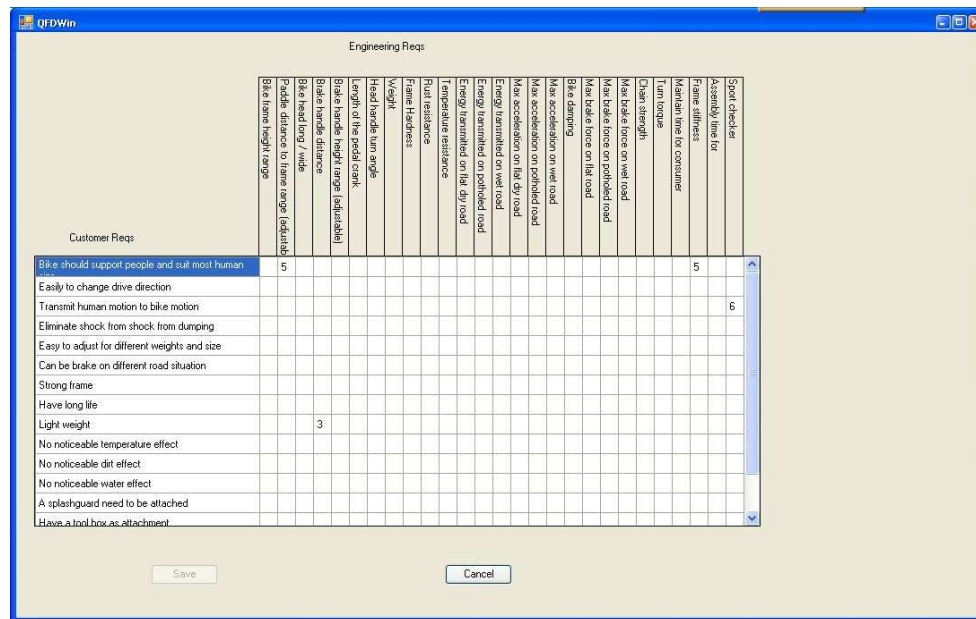 QFDWin
Engineering Reqs
Bike frame height range
Paddle distance to frame range (adjustab
Bike head long / wide
Brake handle distance
Brake handle height range (adjustable)
Length of the pedal crank
Head handle turn angle
Weight
Frame Hardness
Rust resistance
Temperature resistance
Energy transmitted on flat dry road
Energy transmitted on potholed road
Energy transmitted on wet road
Max acceleration on flat dry road
Max acceleration on potholed road
Max acceleration on wet road
Bike damping
Max brake force on flat road
Max brake force on potholed road
Max brake force on wet road
Chain strength
Turn torque
Maintain time for consumer
Frame stiffness
Assembly time for
Spot checker
Customer Reqs
Bike should support people and suit most human 5 5
Easily to change drive direction
Transmit human motion to bike motion 6
Eliminate shock from shock from dumping
Easy to adjust for different weights and size
Can be brake on different road situation
Strong frame
Have long life
Light weight 3
No noticeable temperature effect
No noticeable dirt effect
No noticeable water effect
A splashguard need to be attached
Have a tool box as attachment
Save Cancel